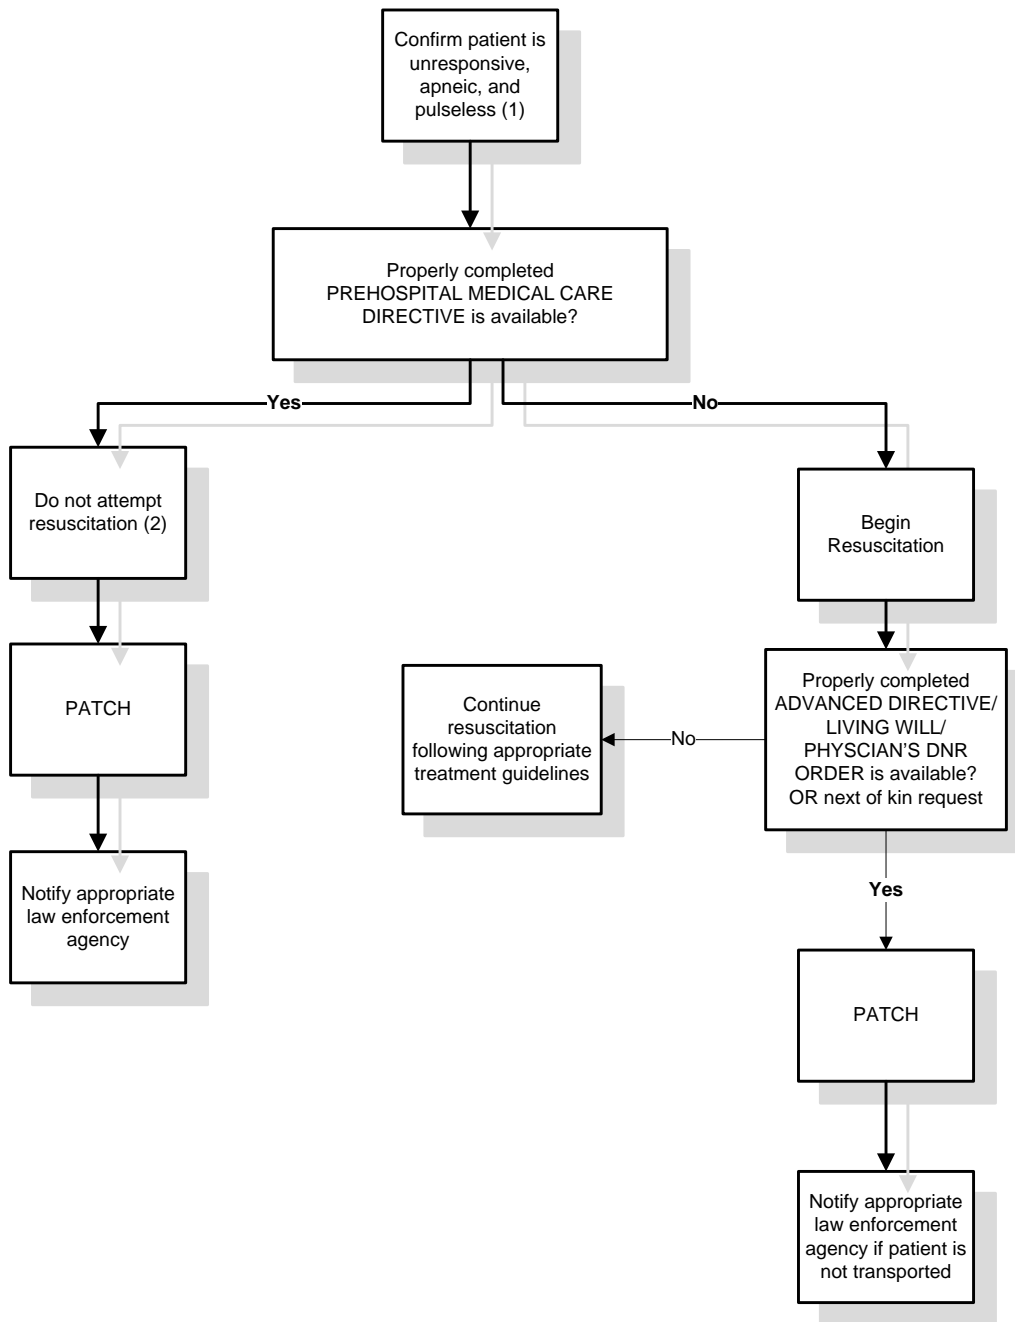 Confirm patient is
unresponsive,
apneic, and
pulseless (1)
Properly completed
PREHOSPITAL MEDICAL CARE
DIRECTIVE is available?
Yes
No
Do not attempt
resuscitation (2)
Begin
Resuscitation
PATCH
Continue
resuscitation
following appropriate
treatment guidelines
No
Properly completed
ADVANCED DIRECTIVE/
LIVING WILL/
PHYSCIAN'S DNR
ORDER is available?
OR next of kin request
Notify appropriate
law enforcement
agency
Yes
PATCH
Notify appropriate
law enforcement
agency if patient is
not transported